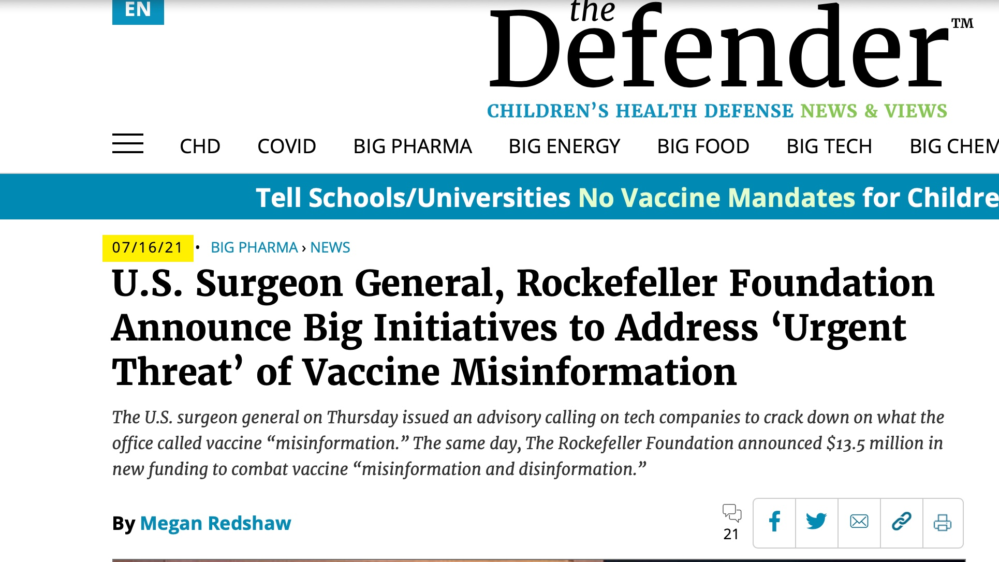 EN
the
Defender™
CHILDREN’S HEALTH DEFENSE NEWS & VIEWS
CHD COVID BIG PHARMA BIG ENERGY BIG FOOD BIG TECH BIG CHEM
Tell Schools/Universities No Vaccine Mandates for Childre
07/16/21 • BIG PHARMA › NEWS
U.S. Surgeon General, Rockefeller Foundation
Announce Big Initiatives to Address ‘Urgent
Threat’ of Vaccine Misinformation
The U.S. surgeon general on Thursday issued an advisory calling on tech companies to crack down on what the
office called vaccine “misinformation.” The same day, The Rockefeller Foundation announced $13.5 million in
new funding to combat vaccine “misinformation and disinformation.”
By Megan Redshaw
21